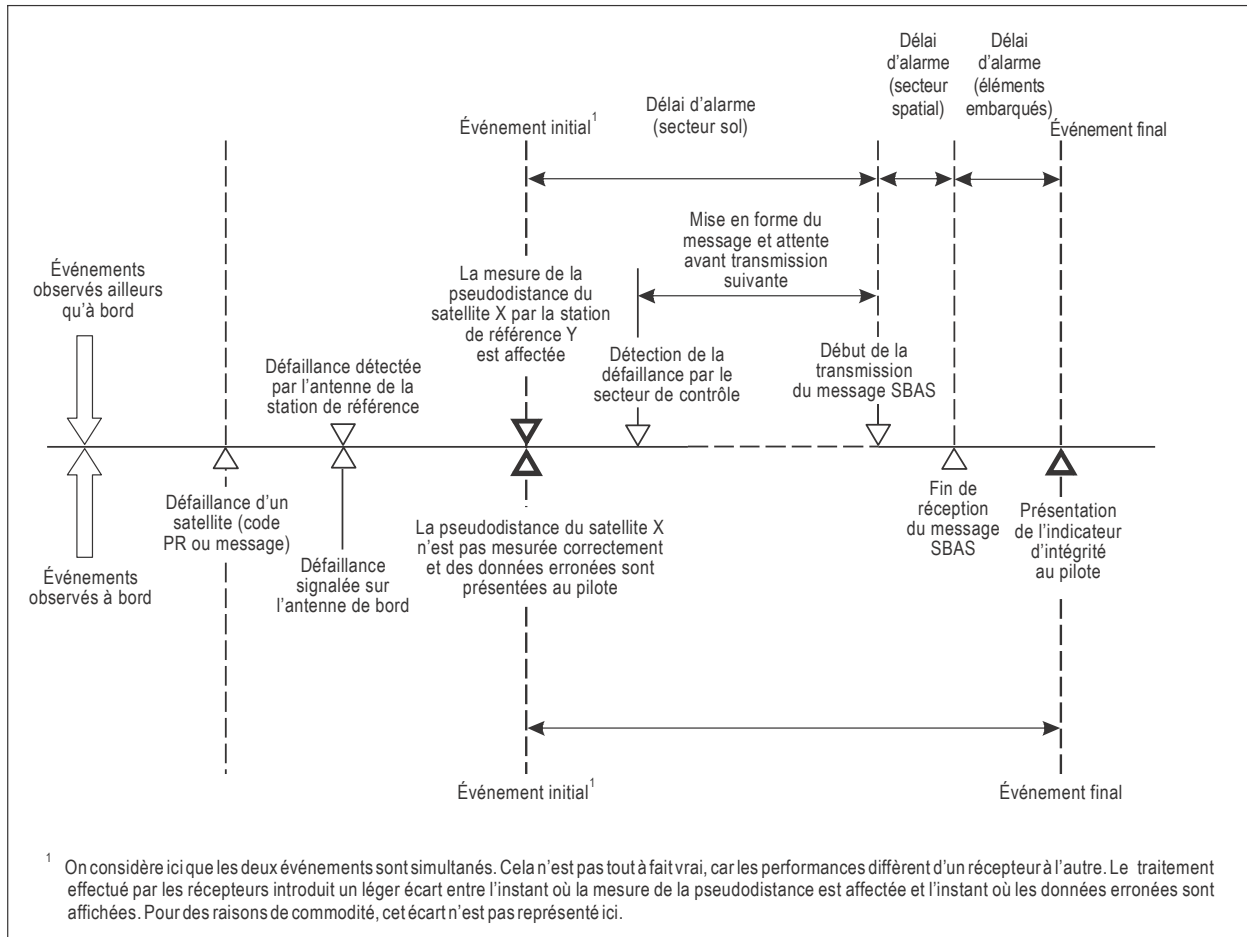 Délai
d'alarme
(secteur
spatial)
Délai
d'alarme
(éléments
embarqués)
Délai d'alarme
(secteur sol)
Événement initial1
Événement final
Mise en forme du
message et attente
avant transmission
suivante
Événements
observés ailleurs
qu'à bord
La mesure de la
pseudodistance du
satellite X par la station
de référence Y
est affectée
Défaillance détectée
par l'antenne de la
station de référence
Détection de la
défaillance par le
secteur de contrôle
Début de la
transmission
du message SBAS
Événements
observés à bord
Défaillance d'un
satellite (code
PR ou message)
Défaillance
signalée sur
l'antenne de bord
La pseudodistance du satellite X
n'est pas mesurée correctement
et des données erronées sont
présentées au pilote
Fin de
réception
du message
SBAS
Présentation
de l'indicateur
d'intégrité
au pilote
Événement initial1
Événement final
1 On considère ici que les deux événements sont simultanés. Cela n'est pas tout à fait vrai, car les performances diffèrent d'un récepteur à l'autre. Le traitement
effectué par les récepteurs introduit un léger écart entre l'instant où la mesure de la pseudodistance est affectée et l'instant où les données erronées sont
affichées. Pour des raisons de commodité, cet écart n'est pas représenté ici.